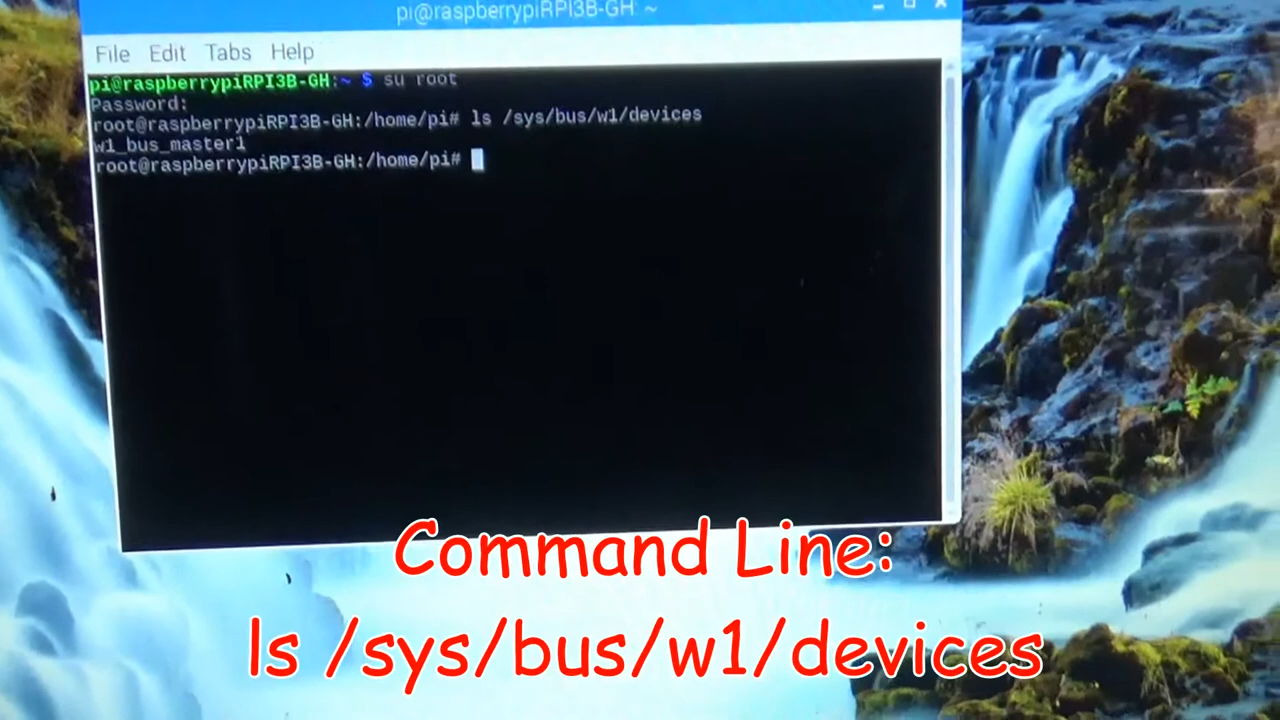 pi@raspberrypiRPI3B-GH: ~
File Edit Tabs Help
pi@raspberrypiRPI3B-GH:~ $ su root
Password:
root@raspberrypiRPI3B-GH:/home/pi# ls /sys/bus/w1/devices
w1_bus_master1
root@raspberrypiRPI3B-GH:/home/pi#
Command Line:
ls /sys/bus/w1/devices